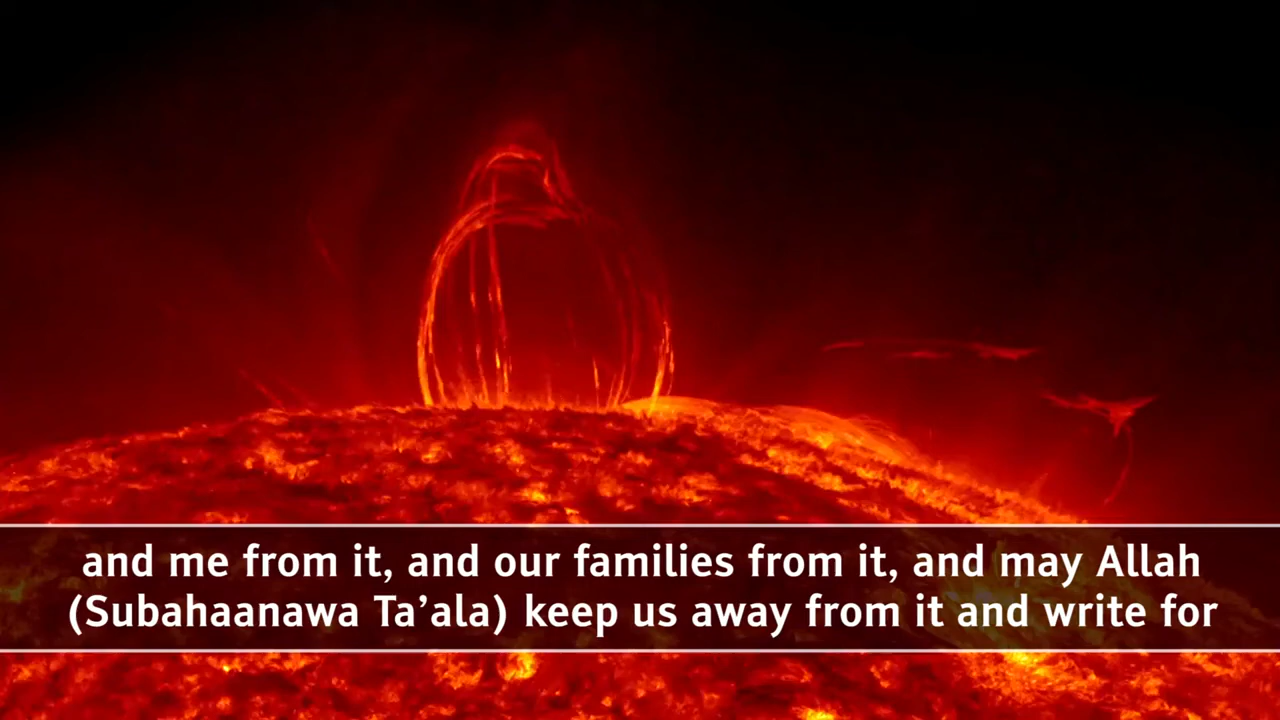 and me from it, and our families from it, and may Allah
(Subahaanawa Ta’ala) keep us away from it and write for